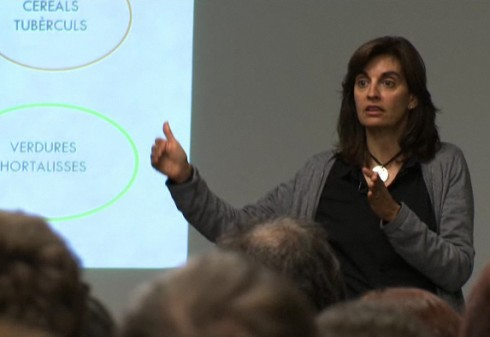 CEREALS
TUBÈRCULS
VERDURES
HORTALISSES